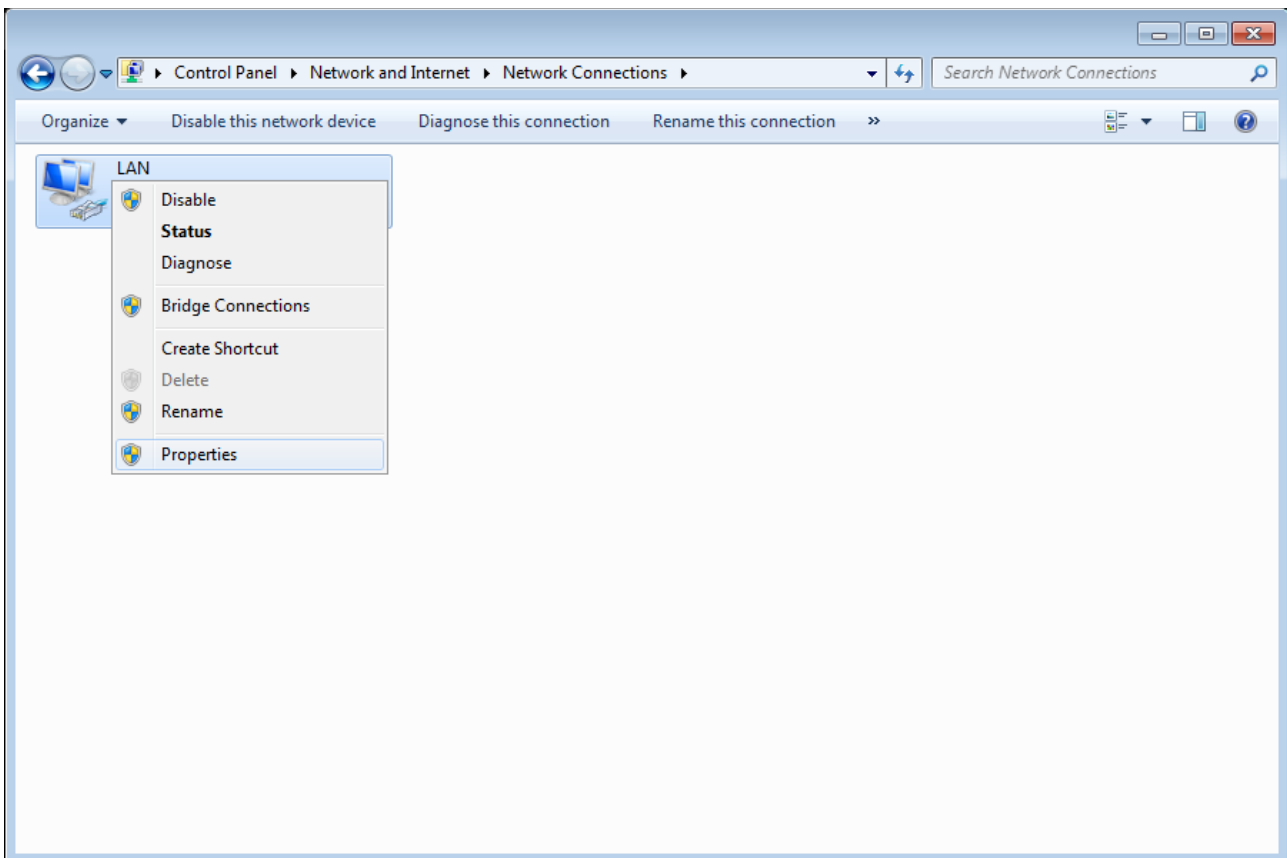 Control Panel Network and Internet Network Connections Search Network Connections
Organize Disable this network device Diagnose this connection Rename this connection »
LAN
Disable
Status
Diagnose
Bridge Connections
Create Shortcut
Delete
Rename
Properties